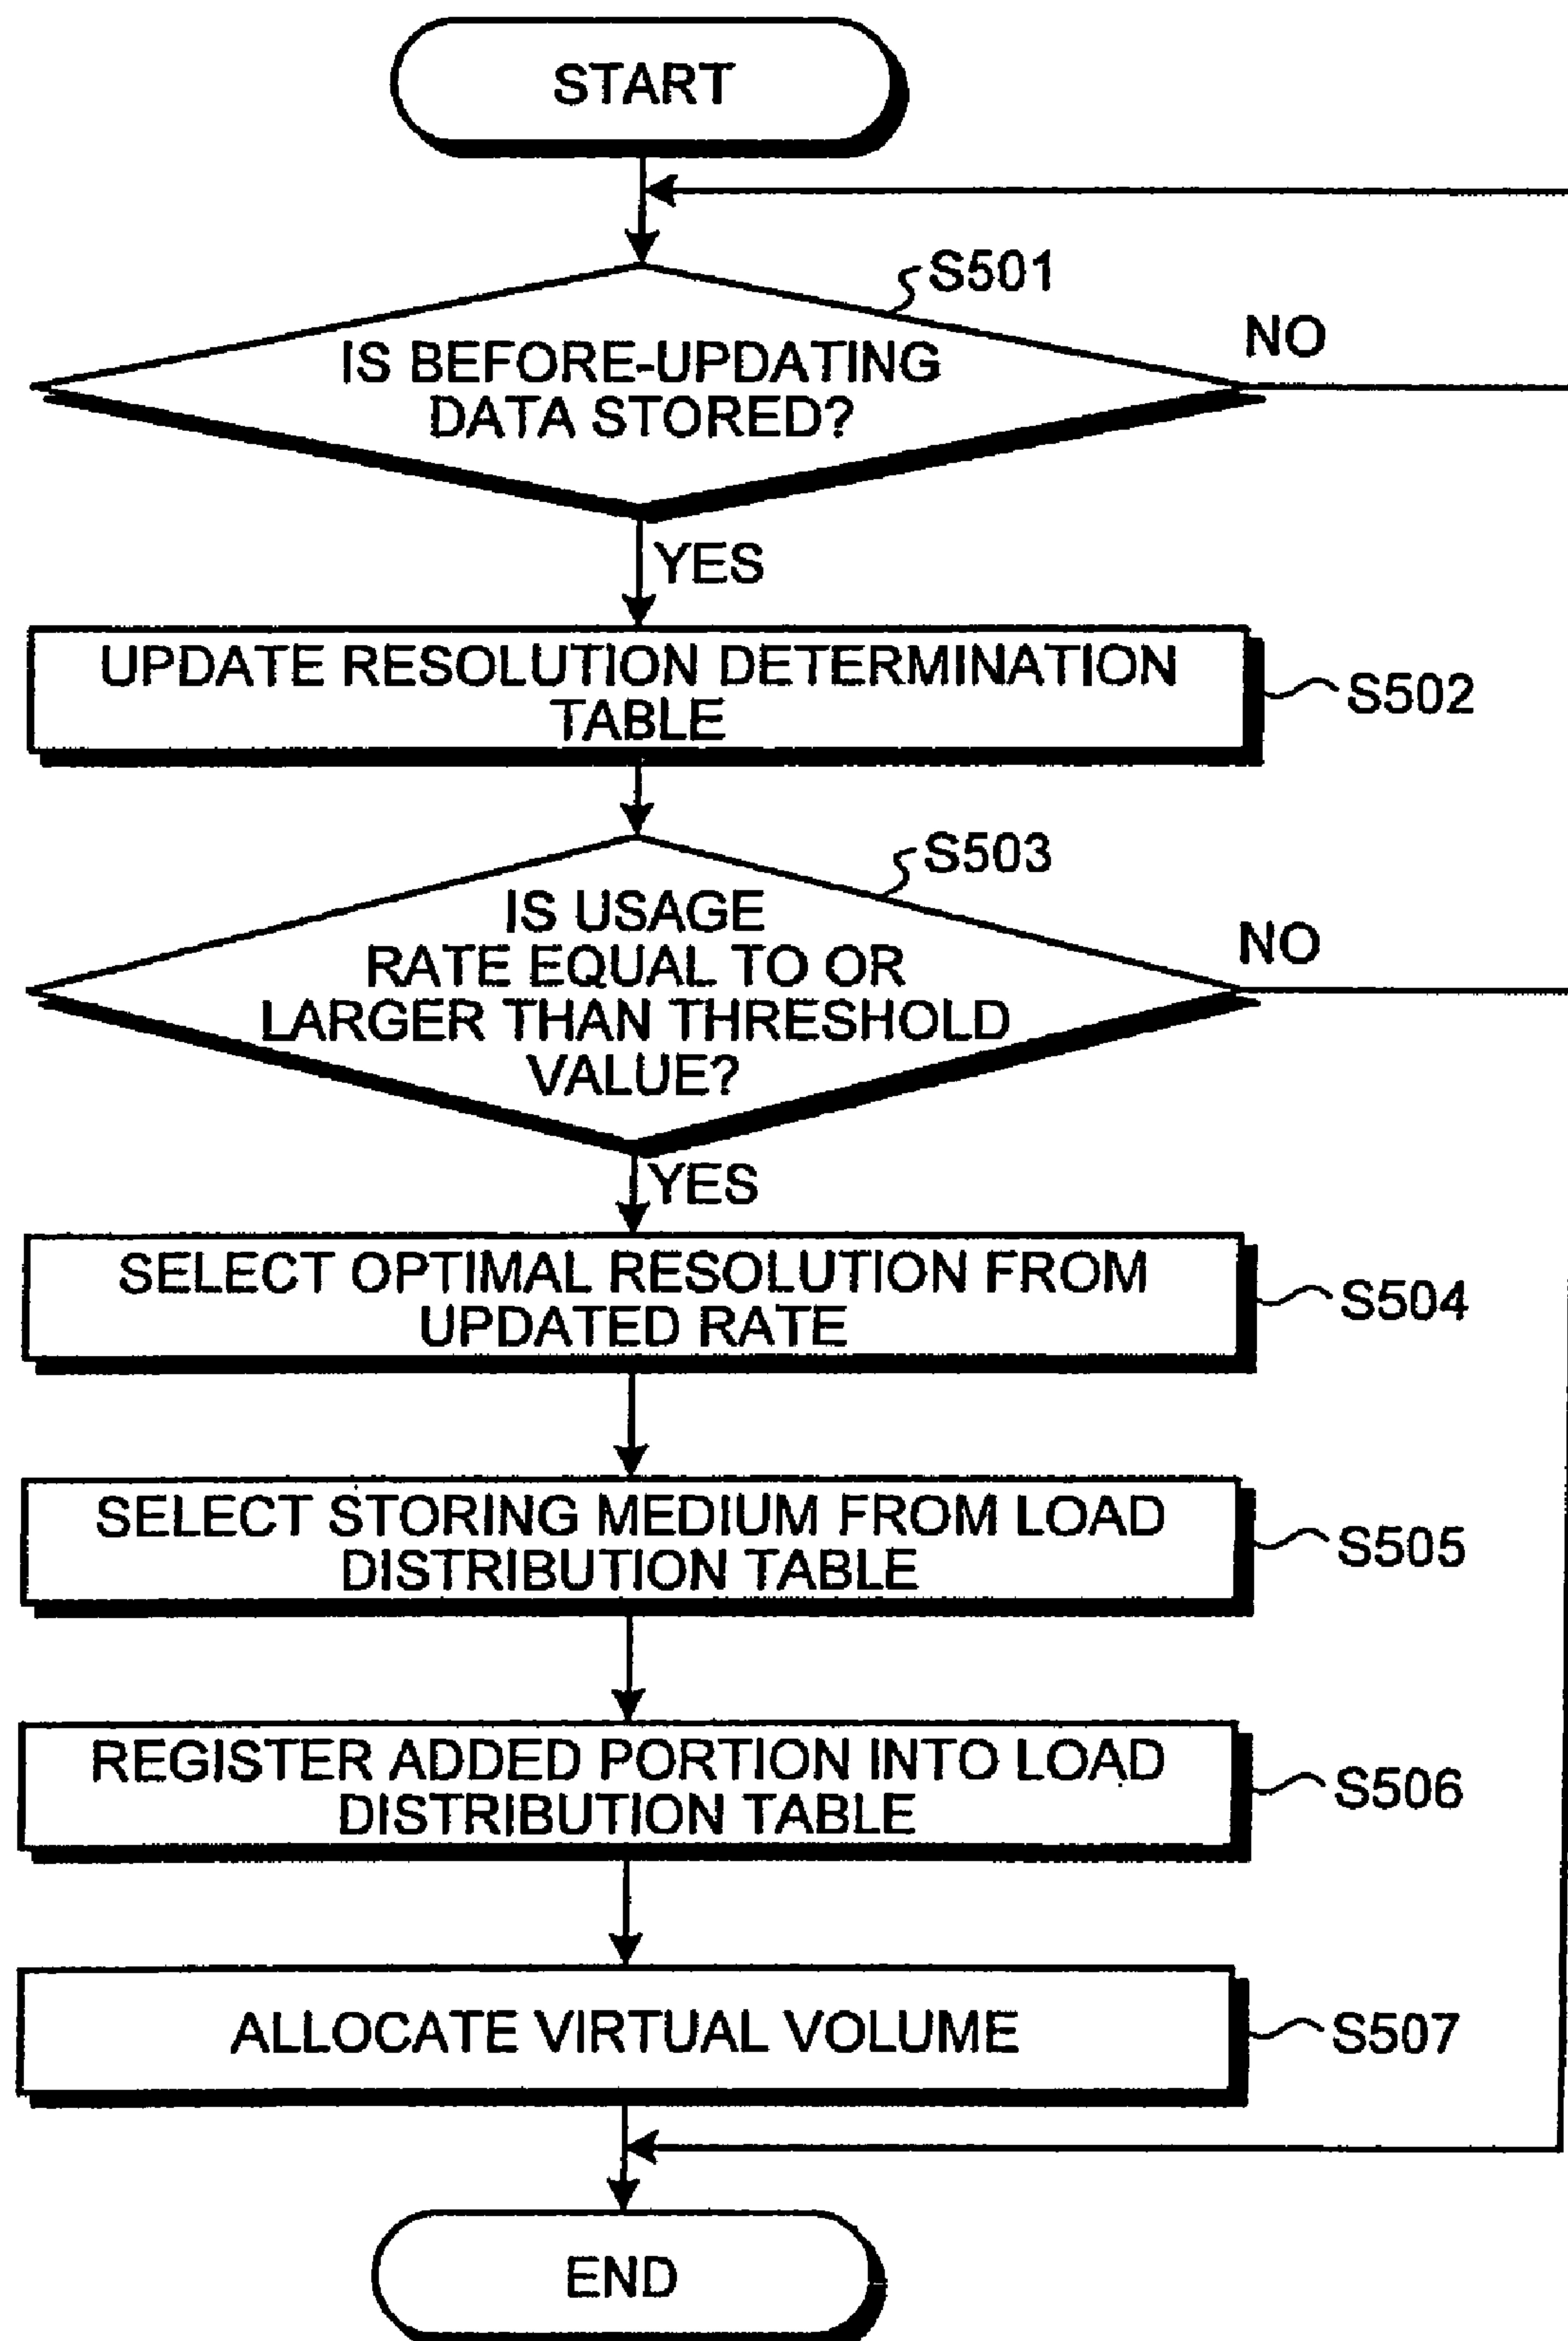 START
S501
IS BEFORE-UPDATING
DATA STORED?
NO
YES
UPDATE RESOLUTION DETERMINATION
TABLE
S502
S503
IS USAGE
RATE EQUAL TO OR
LARGER THAN THRESHOLD
VALUE?
NO
YES
SELECT OPTIMAL RESOLUTION FROM
UPDATED RATE
S504
SELECT STORING MEDIUM FROM LOAD
DISTRIBUTION TABLE
S505
REGISTER ADDED PORTION INTO LOAD
DISTRIBUTION TABLE
S506
ALLOCATE VIRTUAL VOLUME
S507
END